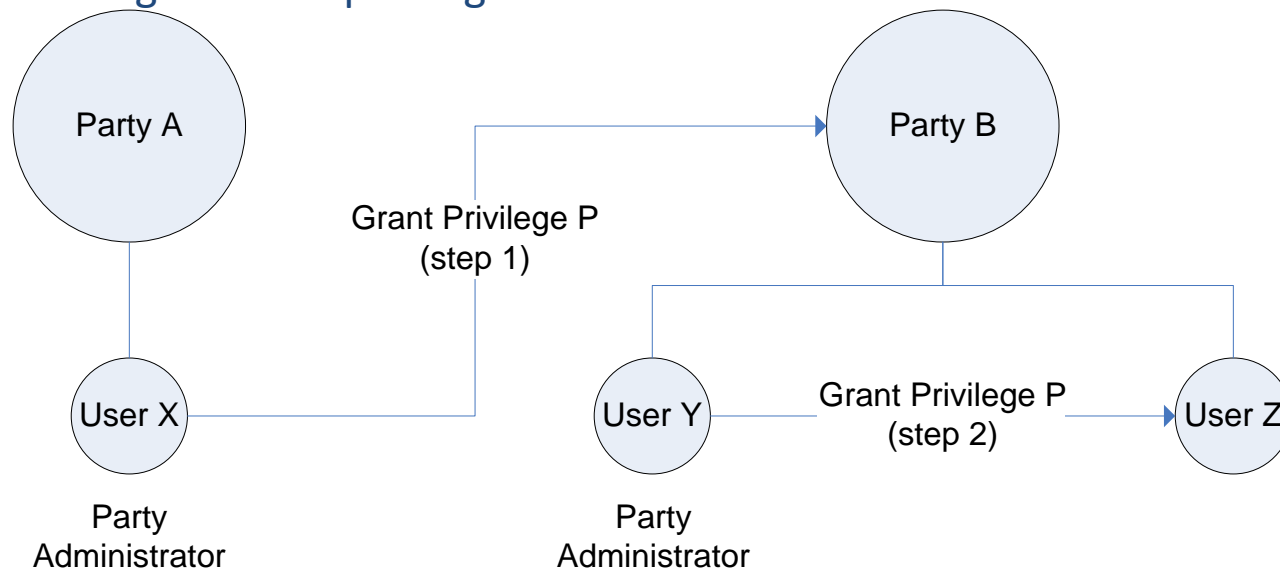 Party A
Party B
Grant Privilege P
(step 1)
User X
User Y
Grant Privilege P
(step 2)
User Z
Party
Administrator
Party
Administrator